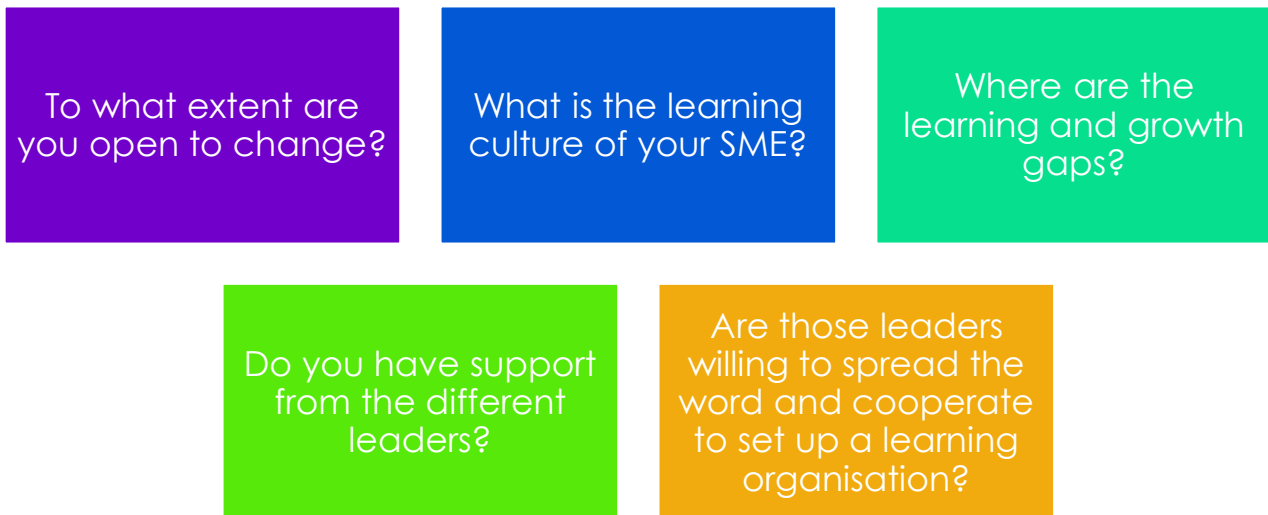 To what extent are
you open to change?
What is the learning
culture of your SME?
Where are the
learning and growth
gaps?
Do you have support
from the different
leaders?
Are those leaders
willing to spread the
word and cooperate
to set up a learning
organisation?